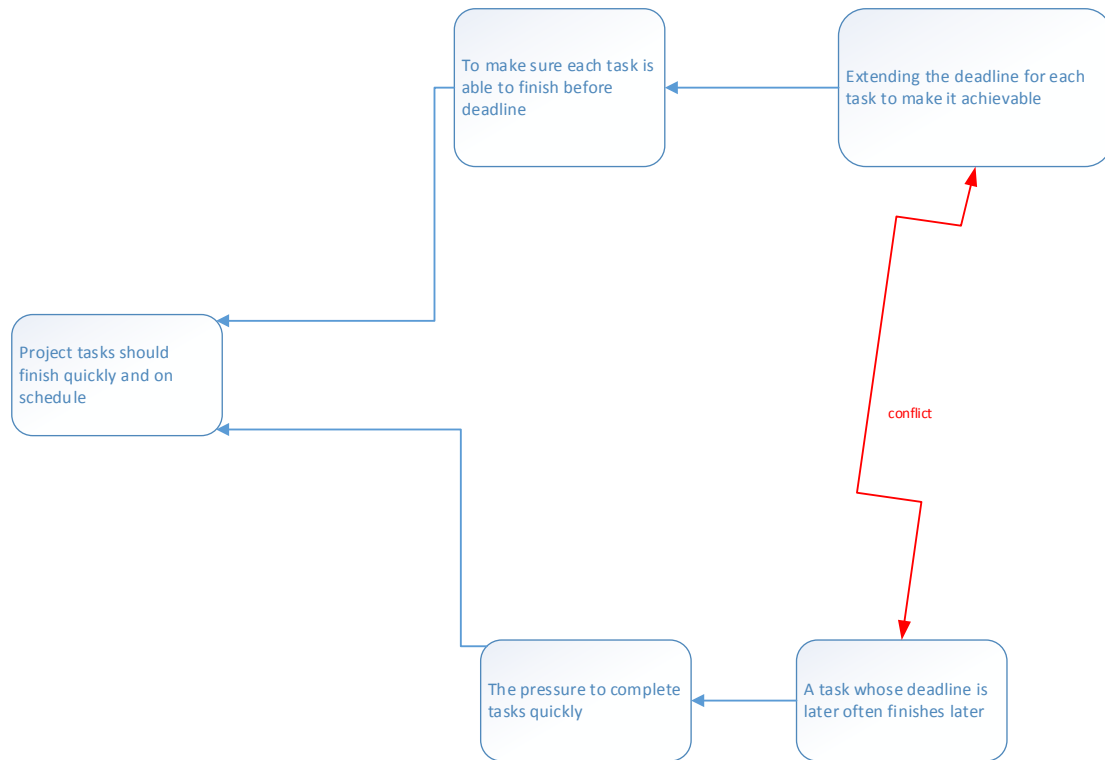 To make sure each task is
able to finish before
deadline
Extending the deadline for each
task to make it achievable
Project tasks should
finish quickly and on
schedule
conflict
The pressure to complete
tasks quickly
A task whose deadline is
later often finishes later